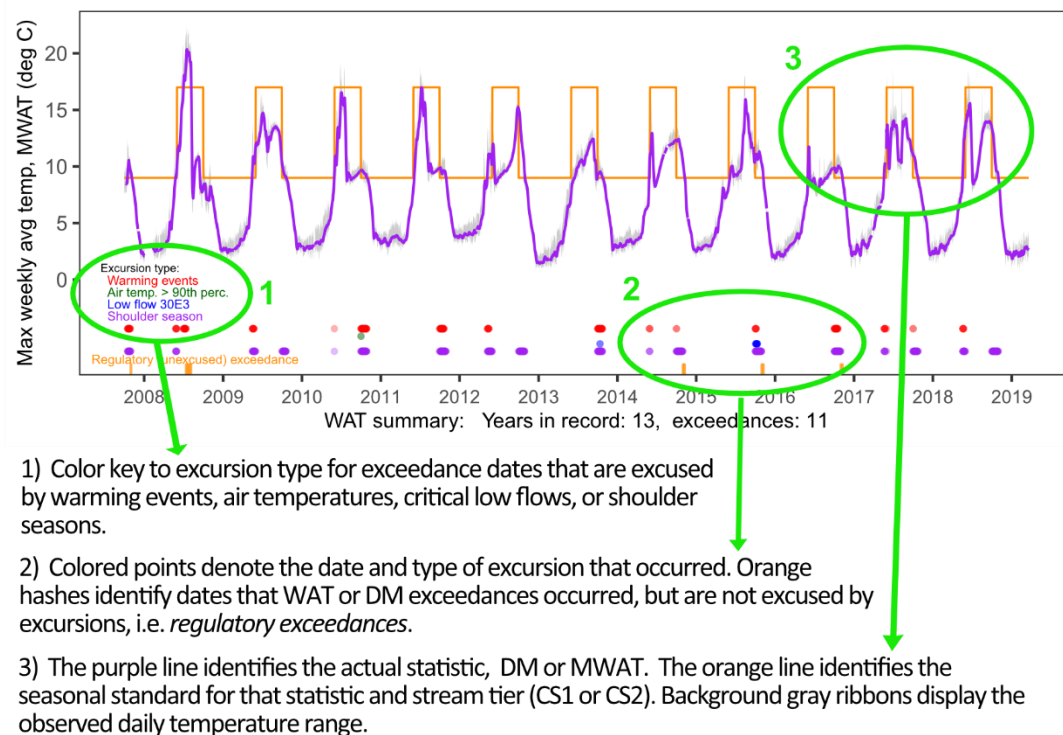 Max weekly avg temp, MWAT (deg C)
20
15
10
5
0
3
Excursion type:
Warming events
Air temp. > 90th perc.
Low flow 30E3
Shoulder season
1
2
Regulatory (unexcused) exceedance
2008 2009 2010 2011 2012 2013 2014 2015 2016 2017 2018 2019
WAT summary: Years in record: 13, exceedances: 11
1) Color key to excursion type for exceedance dates that are excused
by warming events, air temperatures, critical low flows, or shoulder
seasons.
2) Colored points denote the date and type of excursion that occurred. Orange
hashes identify dates that WAT or DM exceedances occurred, but are not excused by
excursions, i.e. regulatory exceedances.
3) The purple line identifies the actual statistic, DM or MWAT. The orange line identifies the
seasonal standard for that statistic and stream tier (CS1 or CS2). Background gray ribbons display the
observed daily temperature range.